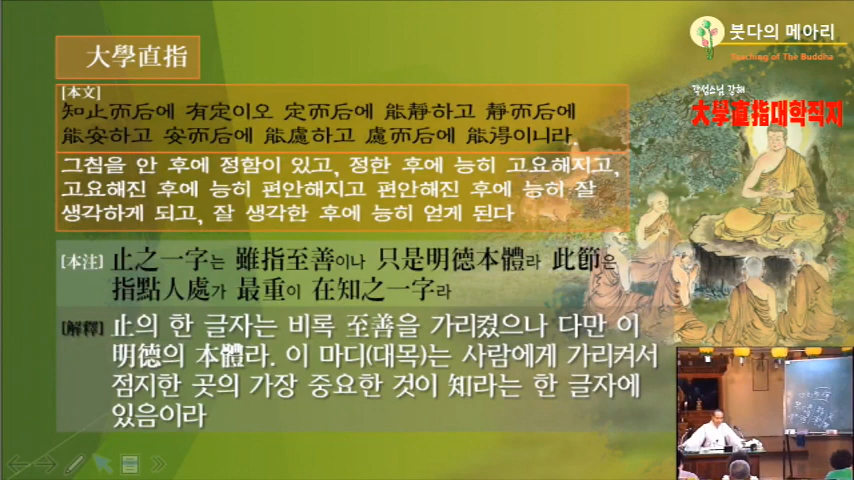 大學直指
[本文]
知止而后에 有定이오 定而后에 能靜하고 靜而后에
能安하고 安而后에 能慮하고 慮而后에 能得이니라
그침을 안 후에 정함이 있고, 정한 후에 능히 고요해지고,
고요해진 후에 능히 편안해지고 편안해진 후에 능히 잘
생각하게 되고, 잘 생각한 후에 능히 얻게 된다
[本注] 止之一字는 雖指至善이나 只是明德本體라 此節은
指點人處가 最重이 在知之一字라
[解釋] 止의 한 글자는 비록 至善을 가리켰으나 다만 이
明德의 本體라. 이 마디(대목)는 사람에게 가리켜서
점지한 곳의 가장 중요한 것이 知라는 한 글자에
있음이라
붓다의 메아리
Teaching of The Buddha
각성스님 강해
大學直指대학직지